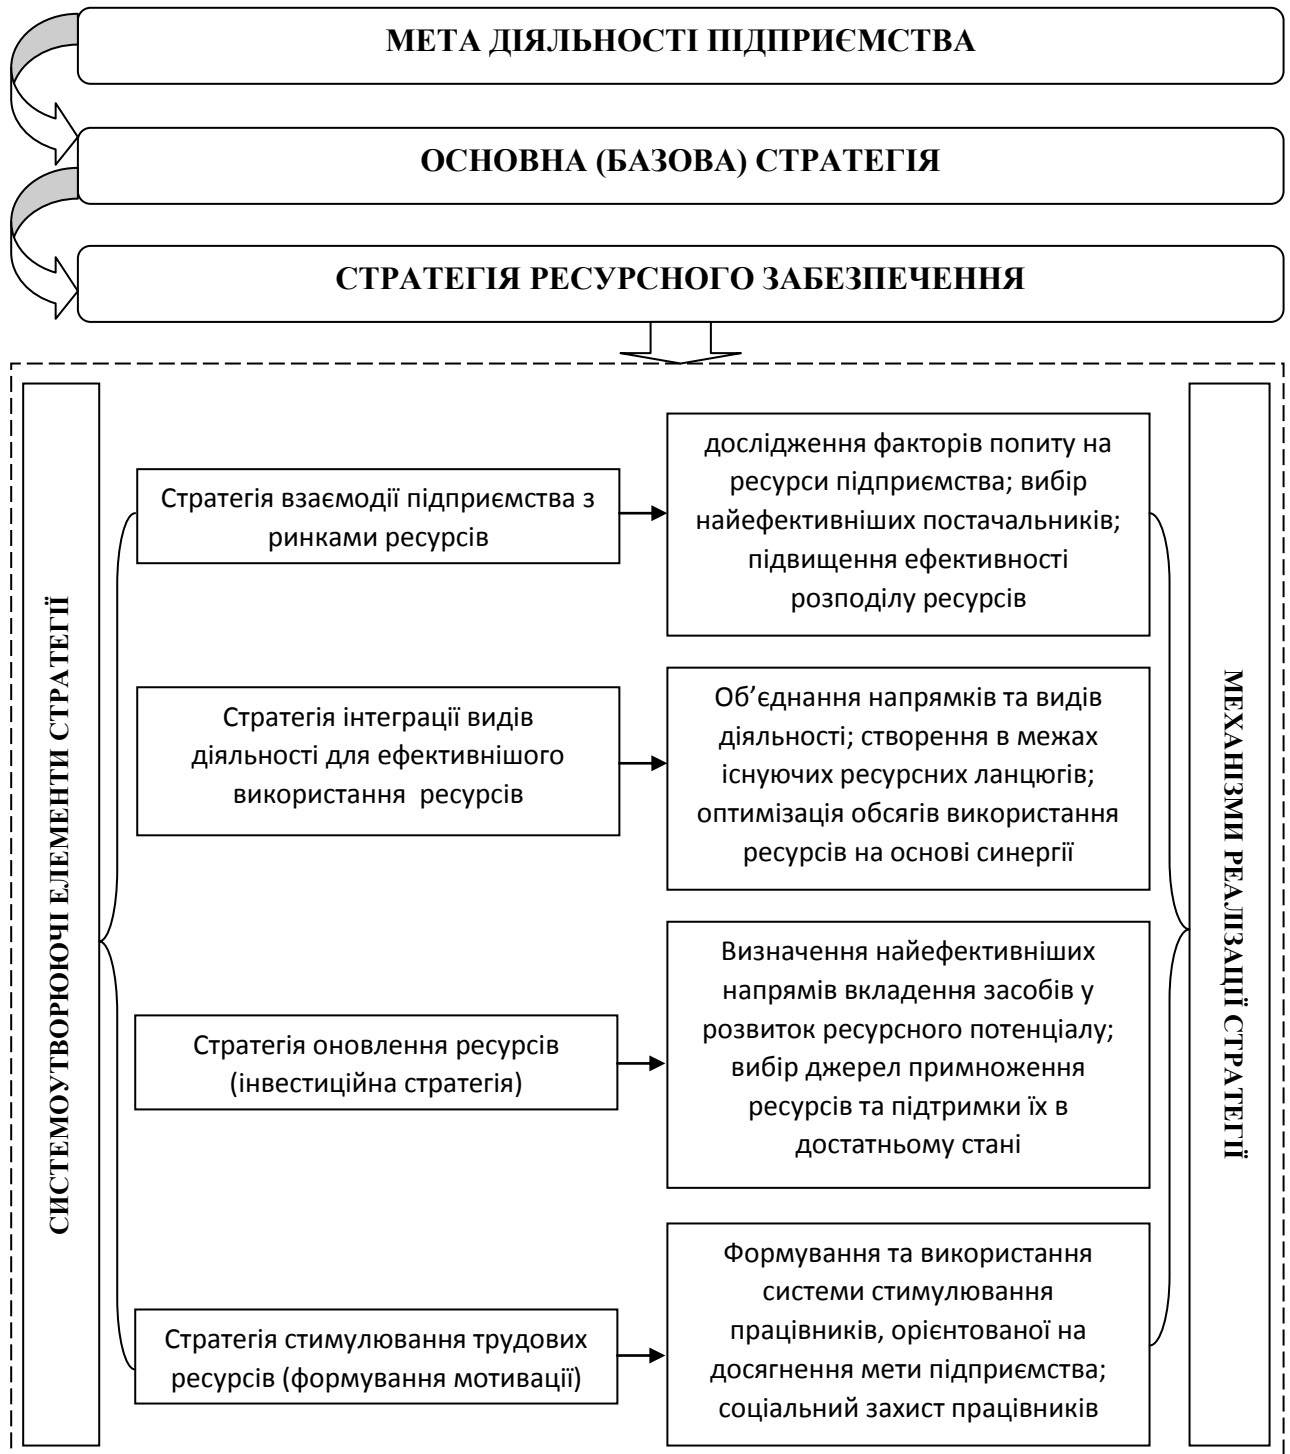 МЕТА ДІЯЛЬНОСТІ ПІДПРИЄМСТВА
ОСНОВНА (БАЗОВА) СТРАТЕГІЯ
СТРАТЕГІЯ РЕСУРСНОГО ЗАБЕЗПЕЧЕННЯ
СИСТЕМОУТВОРЮЮЧІ ЕЛЕМЕНТИ СТРАТЕГІЇ
Стратегія взаємодії підприємства з
ринками ресурсів
дослідження факторів попиту на
ресурси підприємства; вибір
найефективніших постачальників;
підвищення ефективності
розподілу ресурсів
Стратегія інтеграції видів
діяльності для ефективнішого
використання ресурсів
Об’єднання напрямків та видів
діяльності; створення в межах
існуючих ресурсних ланцюгів;
оптимізація обсягів використання
ресурсів на основі синергії
Стратегія оновлення ресурсів
(інвестиційна стратегія)
Визначення найефективніших
напрямів вкладення засобів у
розвиток ресурсного потенціалу;
вибір джерел примноження
ресурсів та підтримки їх в
достатньому стані
Стратегія стимулювання трудових
ресурсів (формування мотивації)
Формування та використання
системи стимулювання
працівників, орієнтованої на
досягнення мети підприємства;
соціальний захист працівників
МЕХАНІЗМИ РЕАЛІЗАЦІЇ СТРАТЕГІЇ